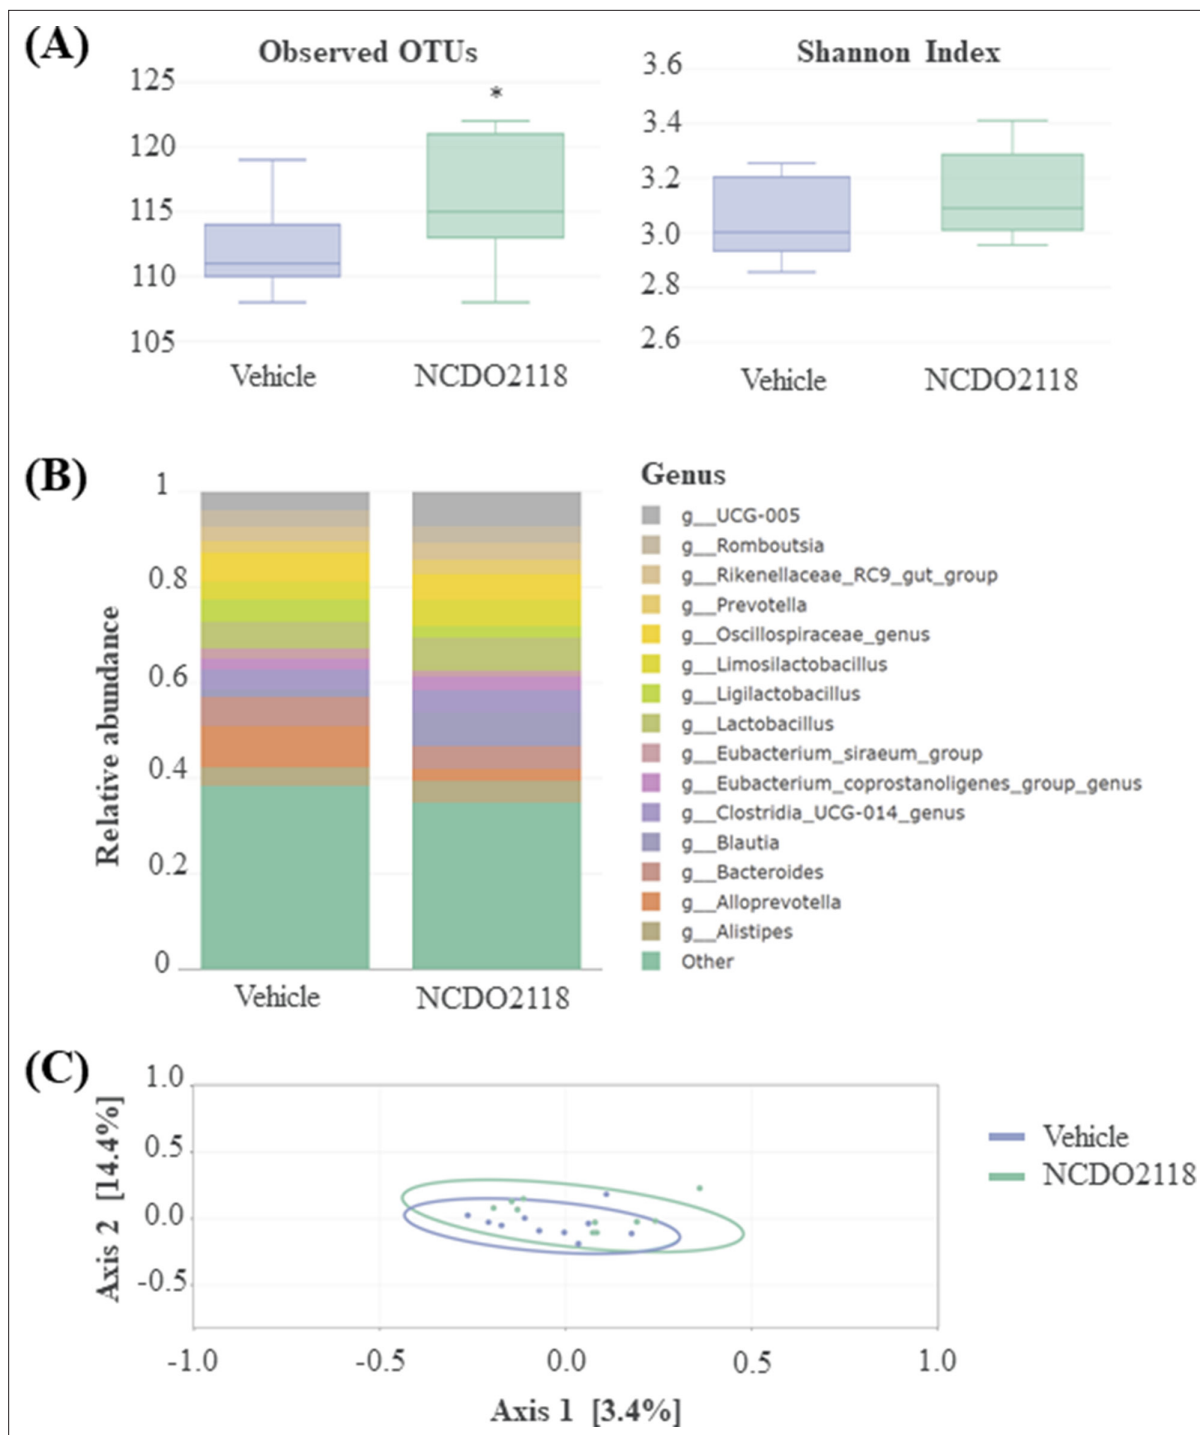 (A)
Observed OTUs
125
120
115
110
105
*
Vehicle
NCDO2118
Shannon Index
3.6
3.4
3.2
3.0
2.8
2.6
Vehicle
NCDO2118
(B)
Relative abundance
1
0.8
0.6
0.4
0.2
0
Vehicle
NCDO2118
Genus
g__UCG-005
g__Romboutsia
g__Rikenellaceae_RC9_gut_group
g__Prevotella
g__Oscillospiraceae_genus
g__Limosilactobacillus
g__Ligilactobacillus
g__Lactobacillus
g__Eubacterium_siraeum_group
g__Eubacterium_coprostanoligenes_group_genus
g__Clostridia_UCG-014_genus
g__Blautia
g__Bacteroides
g__Alloprevotella
g__Alistipes
Other
(C)
Axis 2 [14.4%]
1.0
0.5
0.0
-0.5
-1.0
-0.5
0.0
0.5
1.0
Axis 1 [3.4%]
Vehicle
NCDO2118